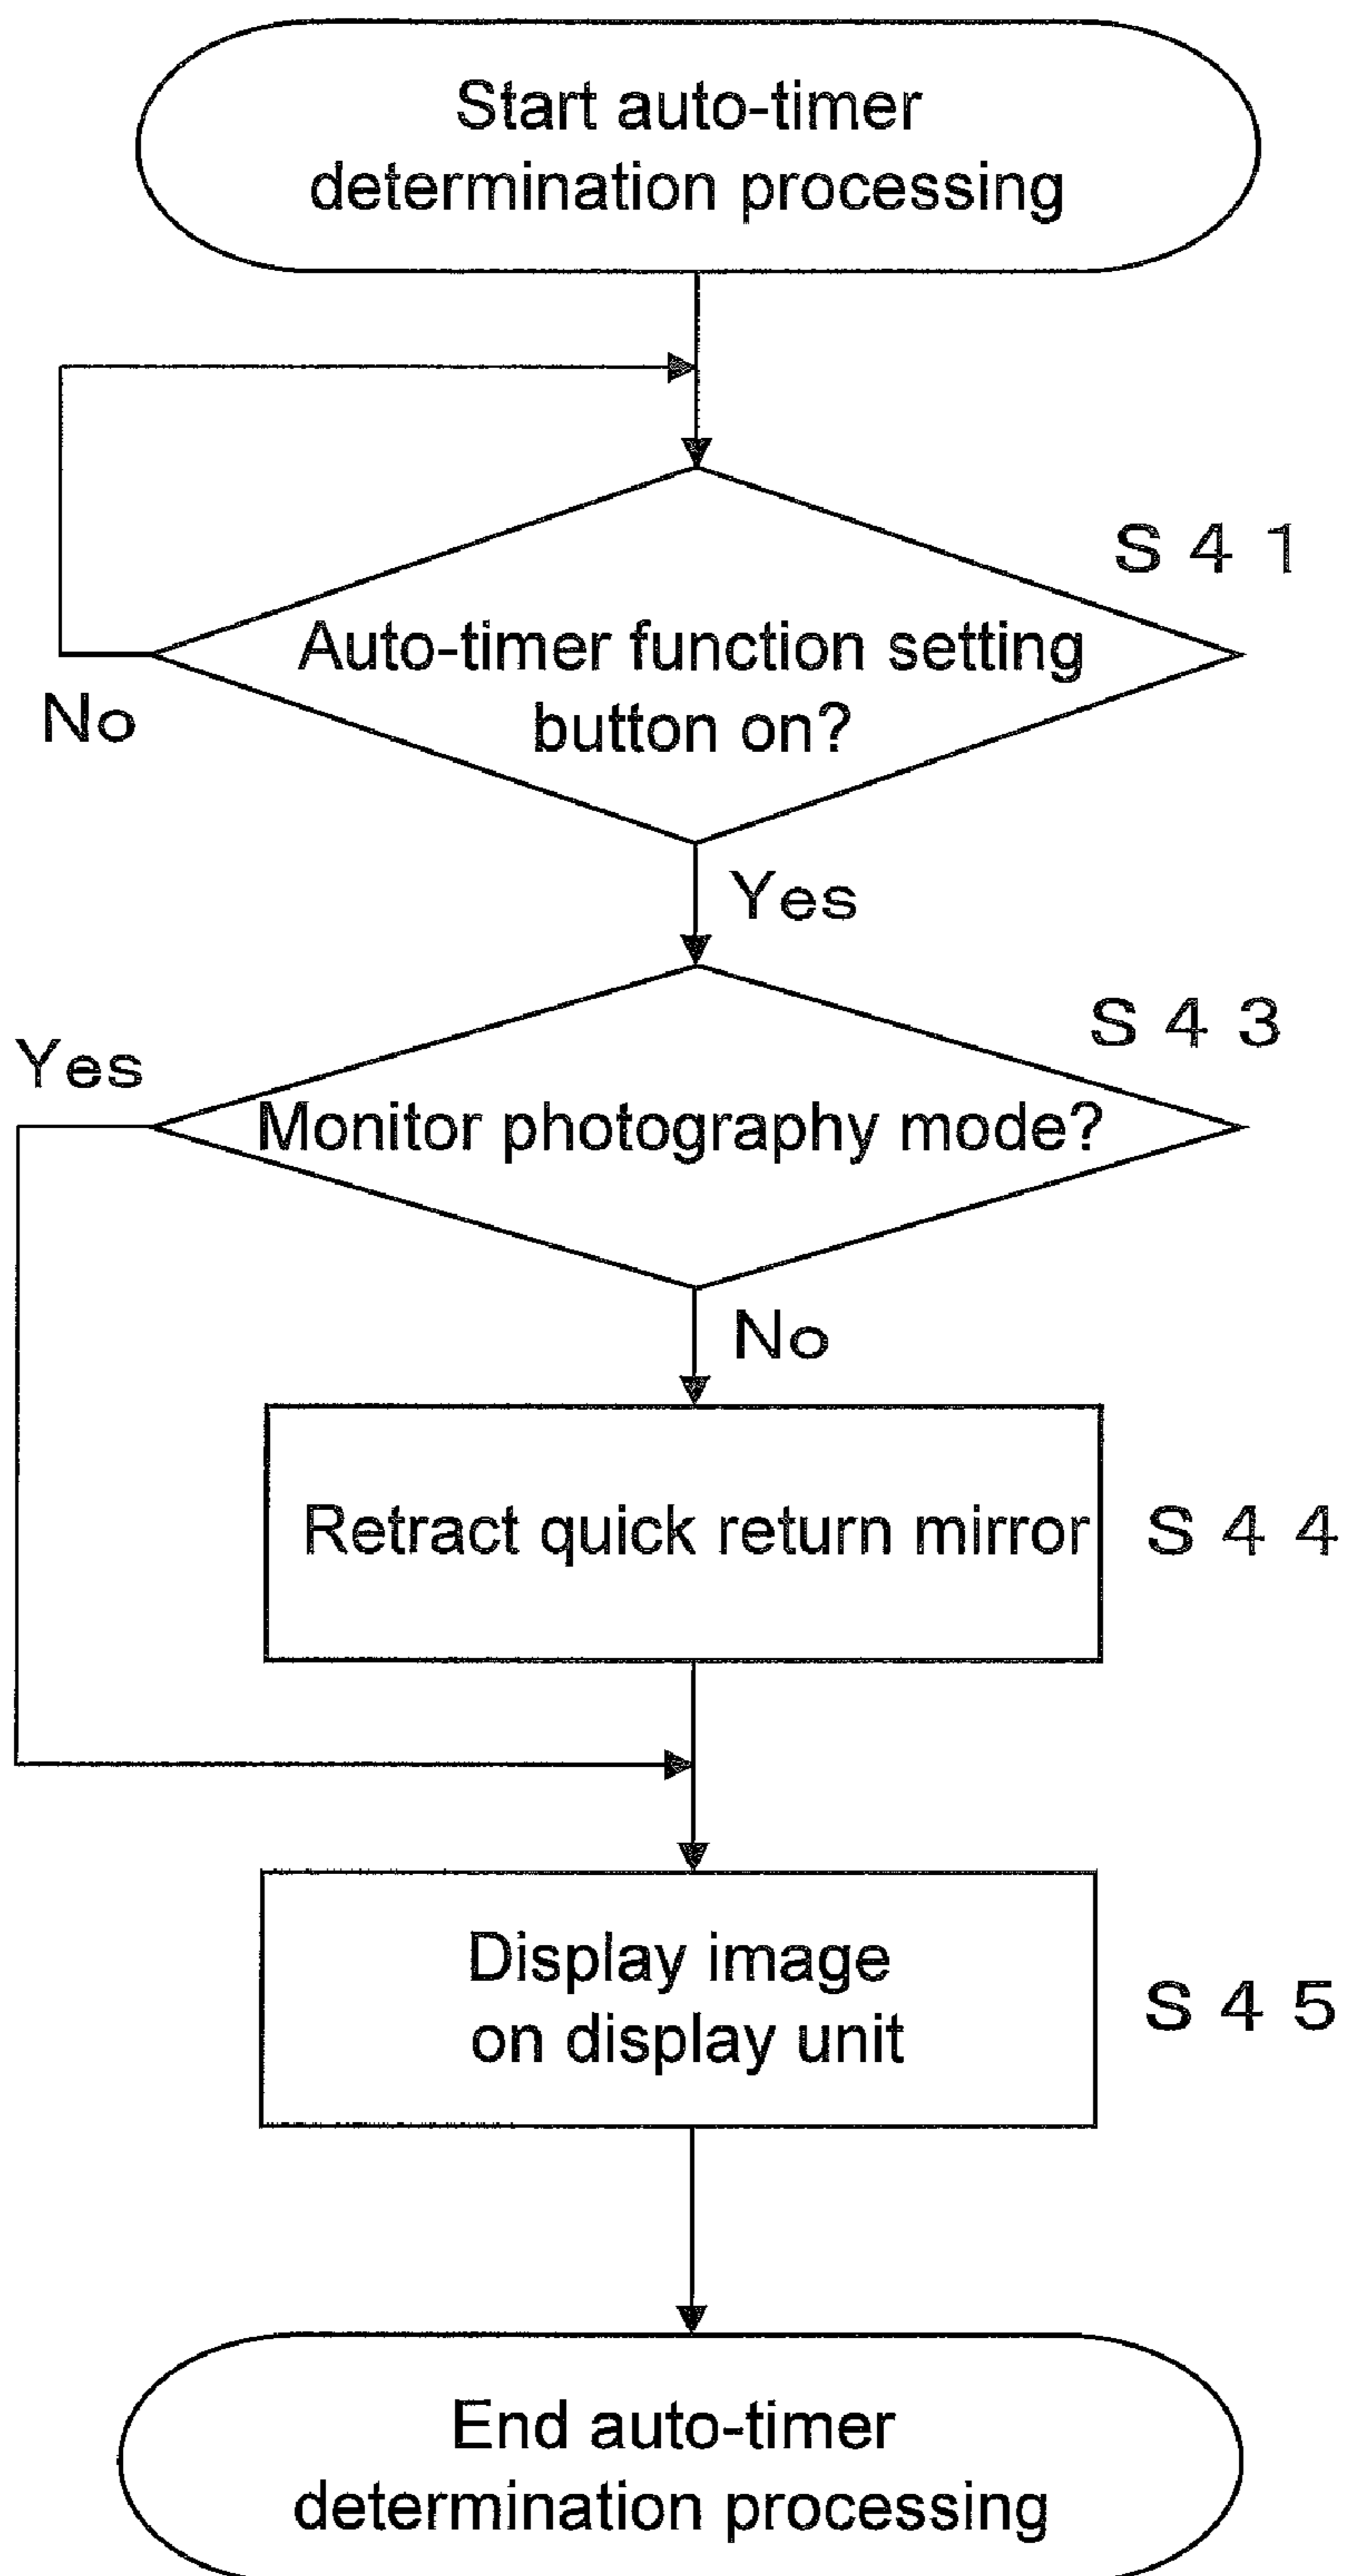 Start auto-timer
determination processing
S 4 1
Auto-timer function setting
button on?
No
Yes
S 4 3
Yes
Monitor photography mode?
No
Retract quick return mirror
S 4 4
Display image
on display unit
S 4 5
End auto-timer
determination processing